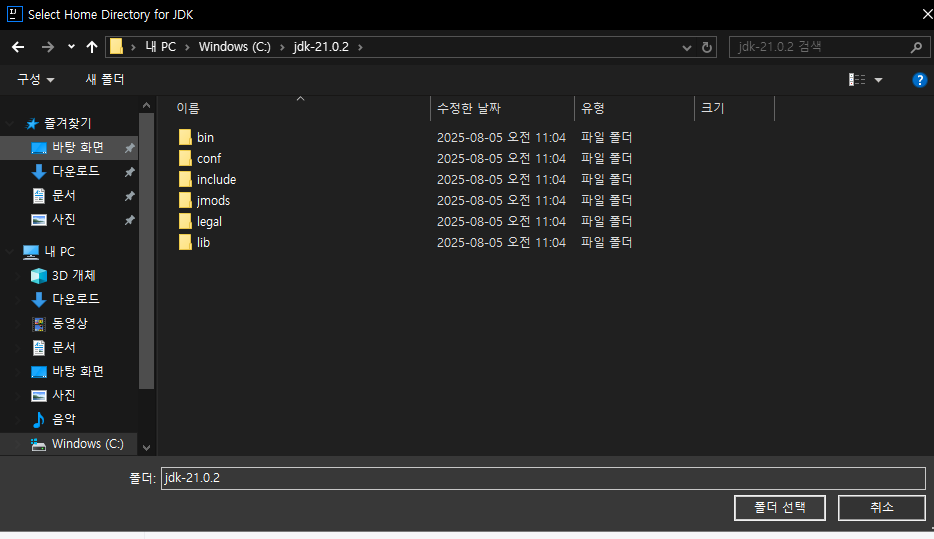 Select Home Directory for JDK
내 PC > Windows (C:) > jdk-21.0.2 >
jdk-21.0.2 검색
구성 새 폴더
이름 수정한 날짜 유형 크기
즐겨찾기
바탕 화면
다운로드
문서
사진
내 PC
3D 개체
다운로드
동영상
문서
바탕 화면
사진
음악
Windows (C:)
bin 2025-08-05 오전 11:04 파일 폴더
conf 2025-08-05 오전 11:04 파일 폴더
include 2025-08-05 오전 11:04 파일 폴더
jmods 2025-08-05 오전 11:04 파일 폴더
legal 2025-08-05 오전 11:04 파일 폴더
lib 2025-08-05 오전 11:04 파일 폴더
폴더: jdk-21.0.2
폴더 선택 취소